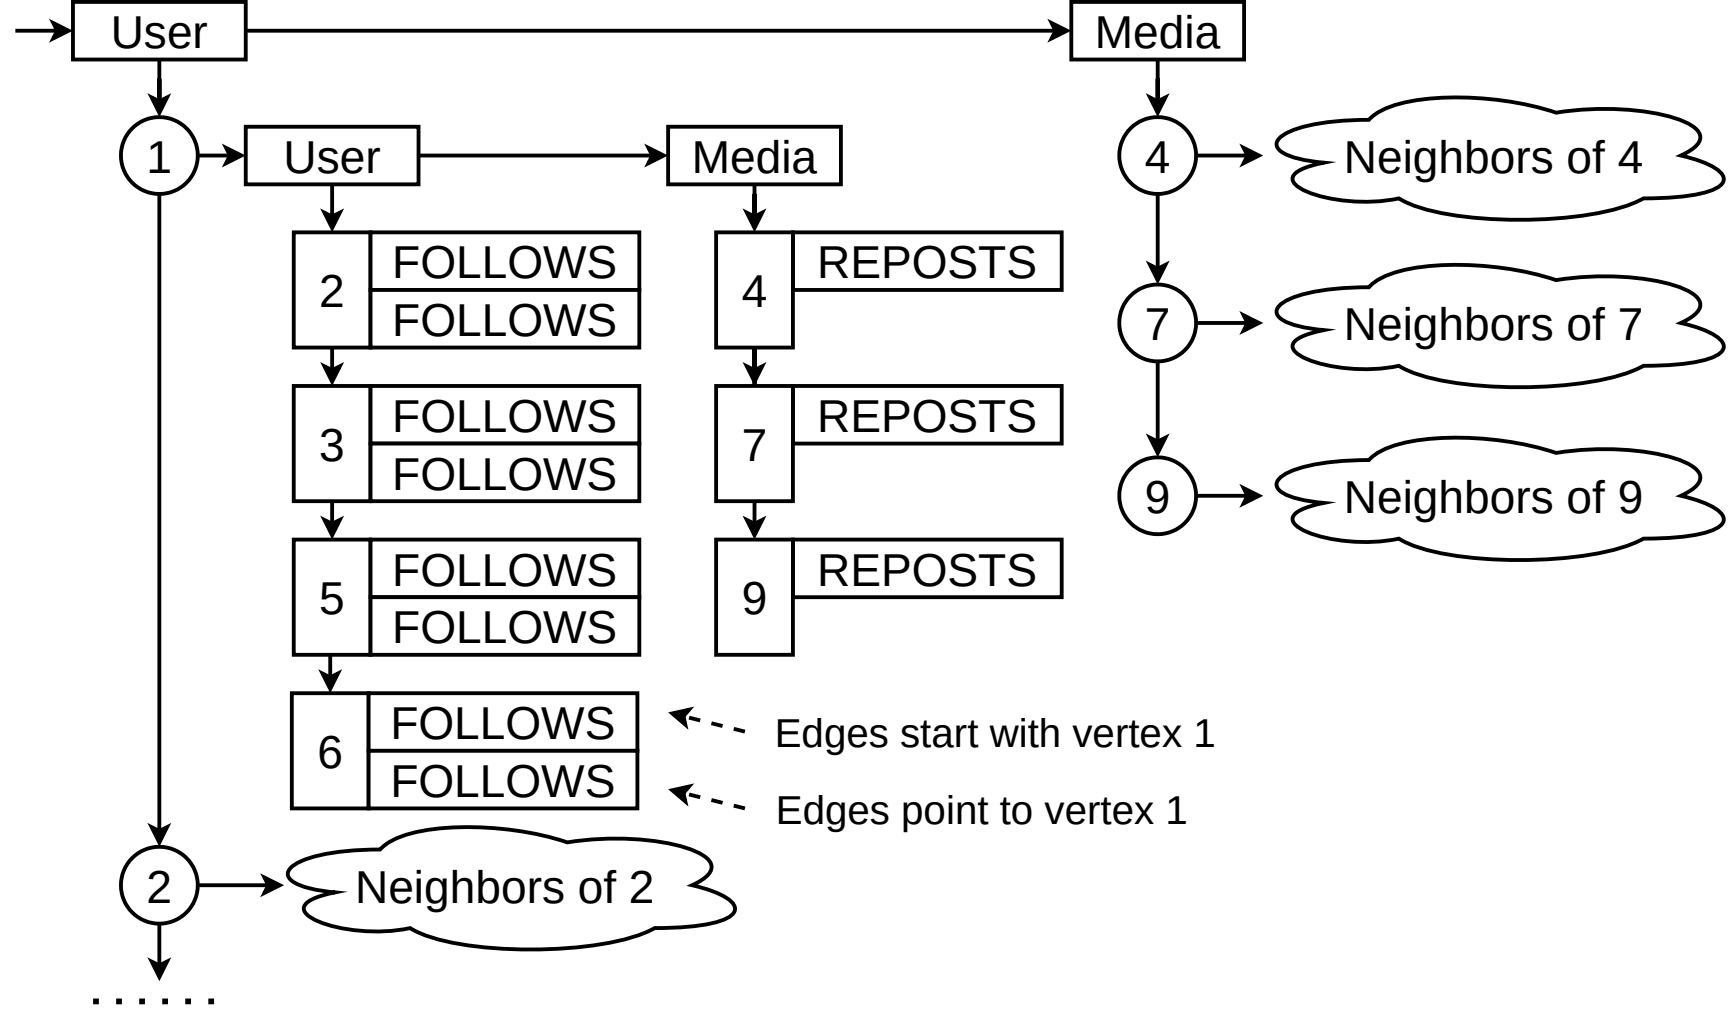 User
Media
1
User
Media
4
Neighbors of 4
2
FOLLOWS
FOLLOWS
4
REPOSTS
7
Neighbors of 7
3
FOLLOWS
FOLLOWS
7
REPOSTS
9
Neighbors of 9
5
FOLLOWS
FOLLOWS
9
REPOSTS
6
FOLLOWS
FOLLOWS
Edges start with vertex 1
Edges point to vertex 1
2
Neighbors of 2
......